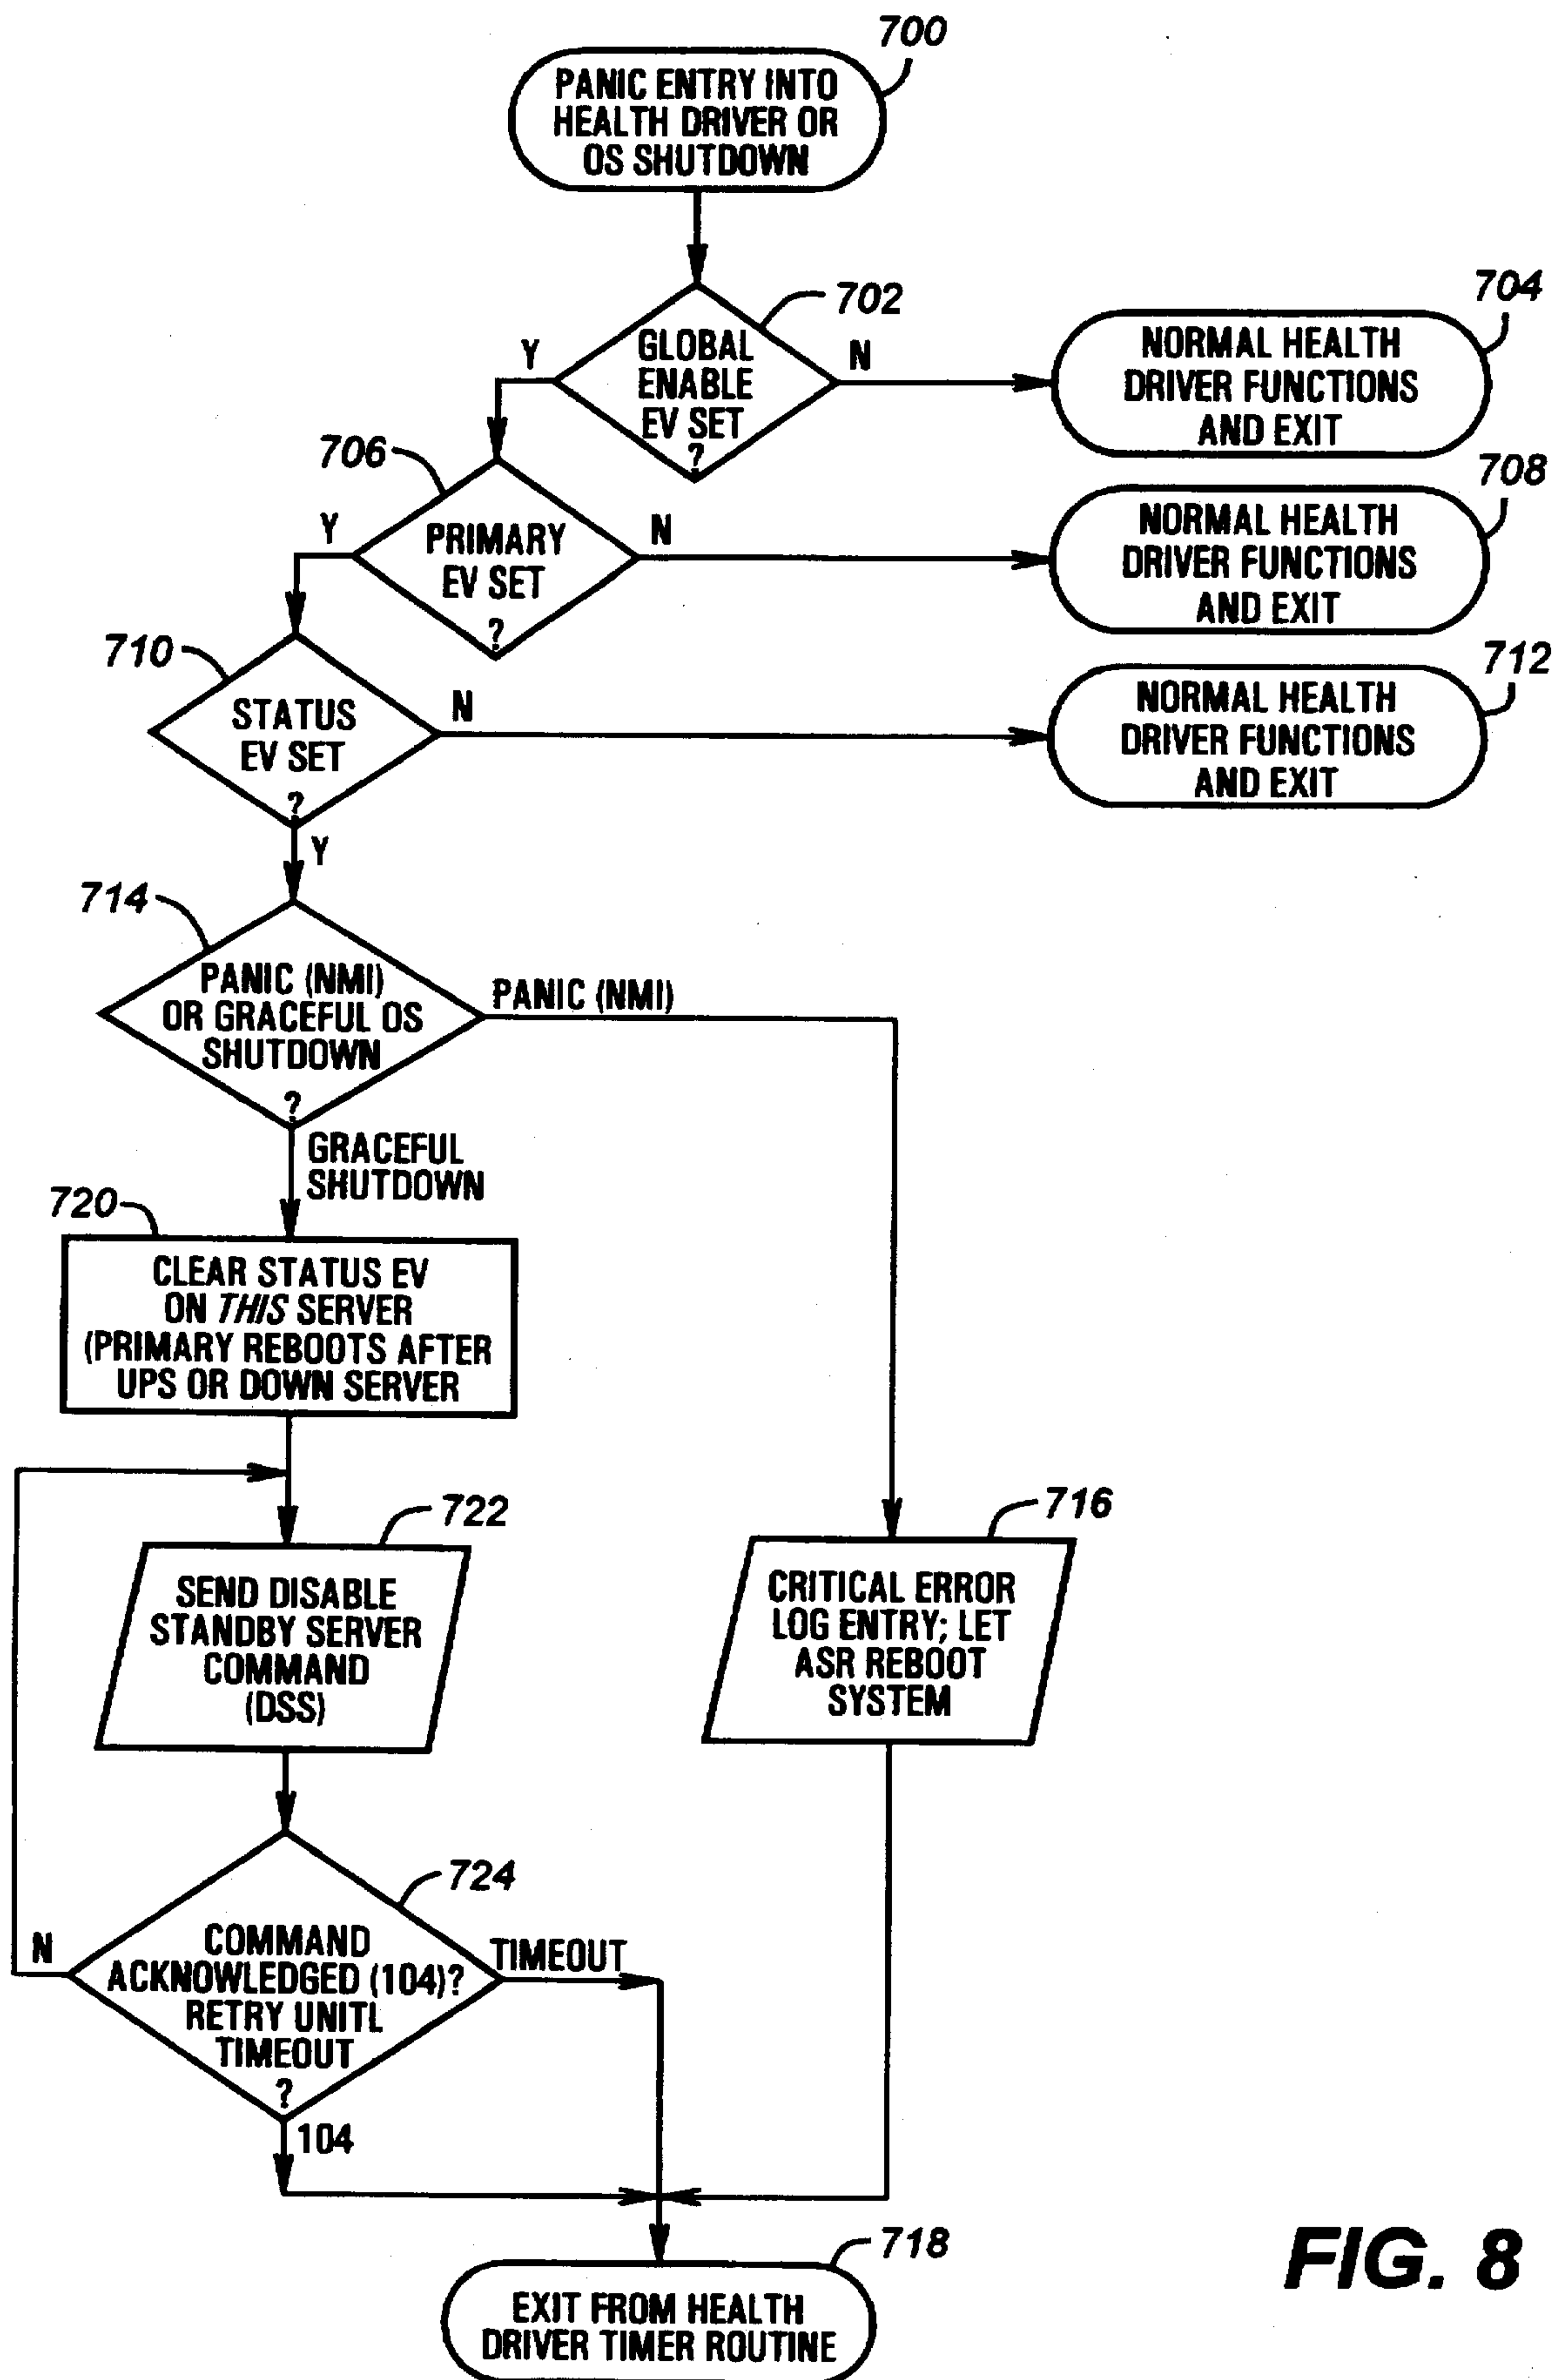 700
PANIC ENTRY INTO
HEALTH DRIVER OR
OS SHUTDOWN
702
GLOBAL
ENABLE
EV SET
?
Y
N
704
NORMAL HEALTH
DRIVER FUNCTIONS
AND EXIT
706
PRIMARY
EV SET
?
Y
N
708
NORMAL HEALTH
DRIVER FUNCTIONS
AND EXIT
710
STATUS
EV SET
?
N
Y
712
NORMAL HEALTH
DRIVER FUNCTIONS
AND EXIT
714
PANIC (NMI)
OR GRACEFUL OS
SHUTDOWN
?
PANIC (NMI)
GRACEFUL
SHUTDOWN
720
CLEAR STATUS EV
ON THIS SERVER
(PRIMARY REBOOTS AFTER
UPS OR DOWN SERVER
722
SEND DISABLE
STANDBY SERVER
COMMAND
(DSS)
716
CRITICAL ERROR
LOG ENTRY; LET
ASR REBOOT
SYSTEM
724
COMMAND
ACKNOWLEDGED (104)?
RETRY UNITL
TIMEOUT
?
N
TIMEOUT
104
718
EXIT FROM HEALTH
DRIVER TIMER ROUTINE
FIG. 8